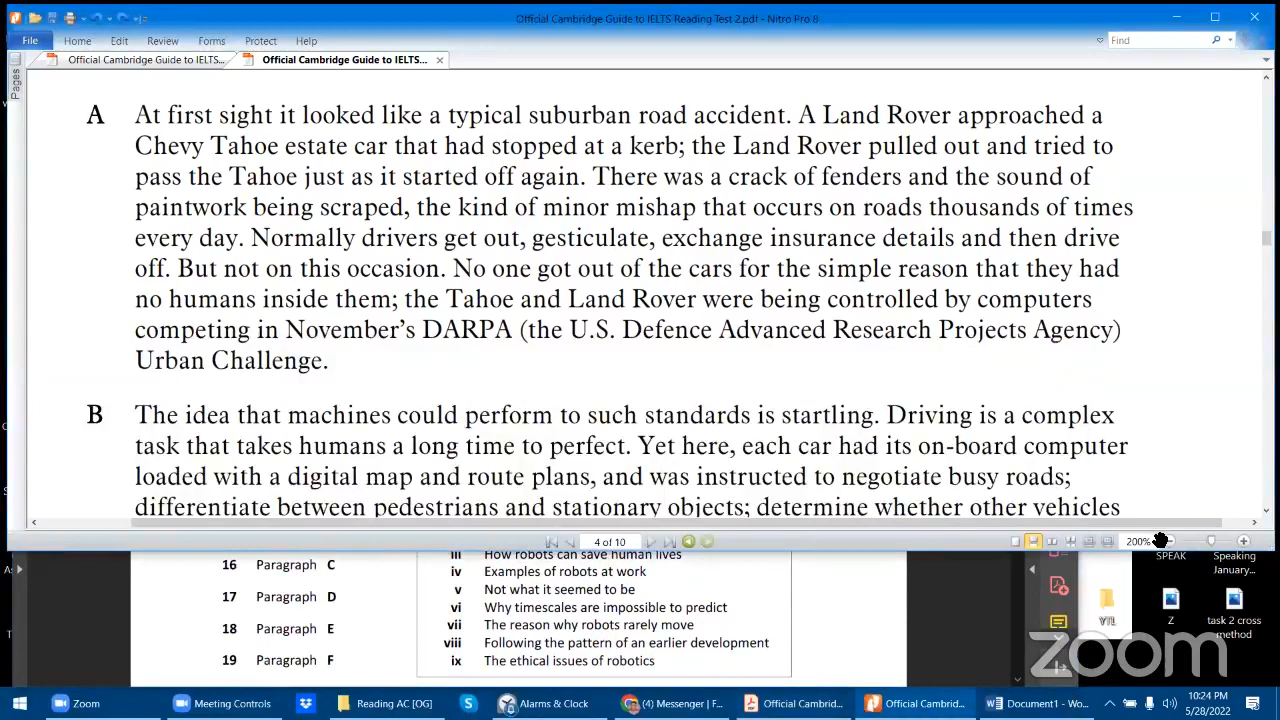 Official Cambridge Guide to IELTS Reading Test 2.pdf - Nitro Pro 8
File Home Edit Review Forms Protect Help Find
Official Cambridge Guide to IELTS... Official Cambridge Guide to IELTS...
Pages
A At first sight it looked like a typical suburban road accident. A Land Rover approached a
Chevy Tahoe estate car that had stopped at a kerb; the Land Rover pulled out and tried to
pass the Tahoe just as it started off again. There was a crack of fenders and the sound of
paintwork being scraped, the kind of minor mishap that occurs on roads thousands of times
every day. Normally drivers get out, gesticulate, exchange insurance details and then drive
off. But not on this occasion. No one got out of the cars for the simple reason that they had
no humans inside them; the Tahoe and Land Rover were being controlled by computers
competing in November's DARPA (the U.S. Defence Advanced Research Projects Agency)
Urban Challenge.
B The idea that machines could perform to such standards is startling. Driving is a complex
task that takes humans a long time to perfect. Yet here, each car had its on-board computer
loaded with a digital map and route plans, and was instructed to negotiate busy roads;
differentiate between pedestrians and stationary objects; determine whether other vehicles
4 of 10 200%
iii How robots can save human lives
16 Paragraph C
iv Examples of robots at work
v Not what it seemed to be
17 Paragraph D
vi Why timescales are impossible to predict
18 Paragraph E
vii The reason why robots rarely move
viii Following the pattern of an earlier development
19 Paragraph F
ix The ethical issues of robotics
SPEAK
Speaking
January...
YTL
Z
task 2 cross
method
zoom
Zoom Meeting Controls Reading AC [OG] Alarms & Clock (4) Messenger | F... Official Cambrid... Official Cambrid... Document1 - Wo...
10:24 PM
5/28/2022